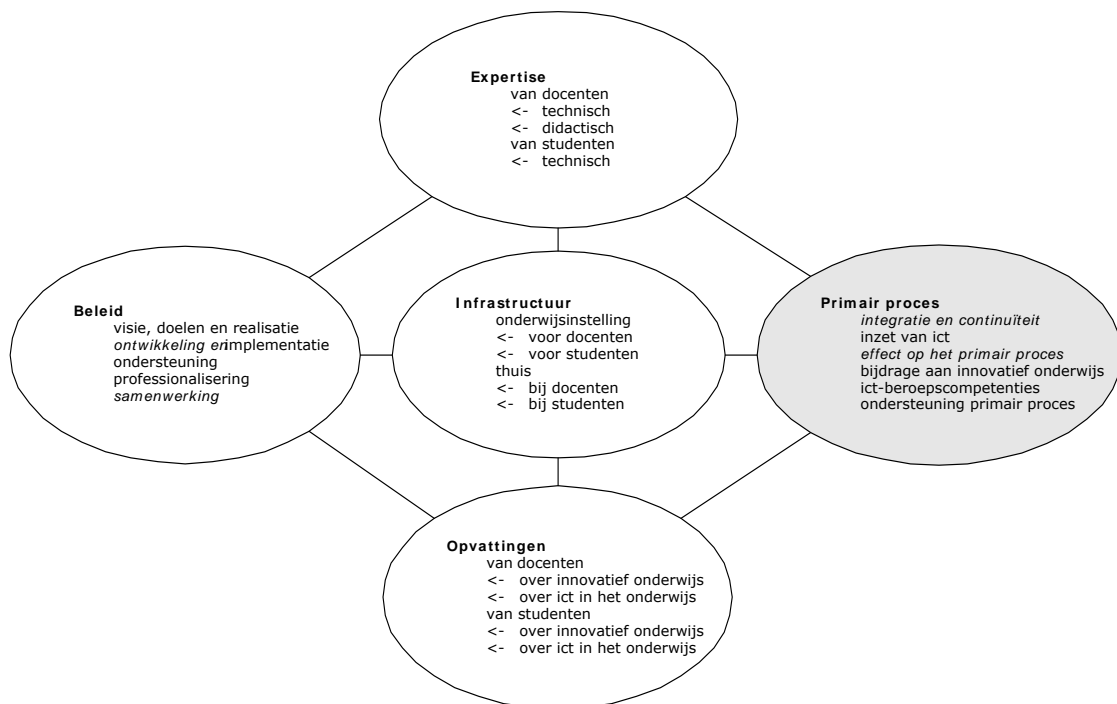 Expertise
van docenten
<- technisch
<- didactisch
van studenten
<- technisch
Beleid
visie, doelen en realisatie
ontwikkeling en implementatie
ondersteuning
professionalisering
samenwerking
Infrastructuur
onderwijsinstelling
<- voor docenten
<- voor studenten
thuis
<- bij docenten
<- bij studenten
Primair proces
integratie en continuïteit
inzet van ict
effect op het primair proces
bijdrage aan innovatief onderwijs
ict-beroepscompetenties
ondersteuning primair proces
Opvattingen
van docenten
<- over innovatief onderwijs
<- over ict in het onderwijs
van studenten
<- over innovatief onderwijs
<- over ict in het onderwijs